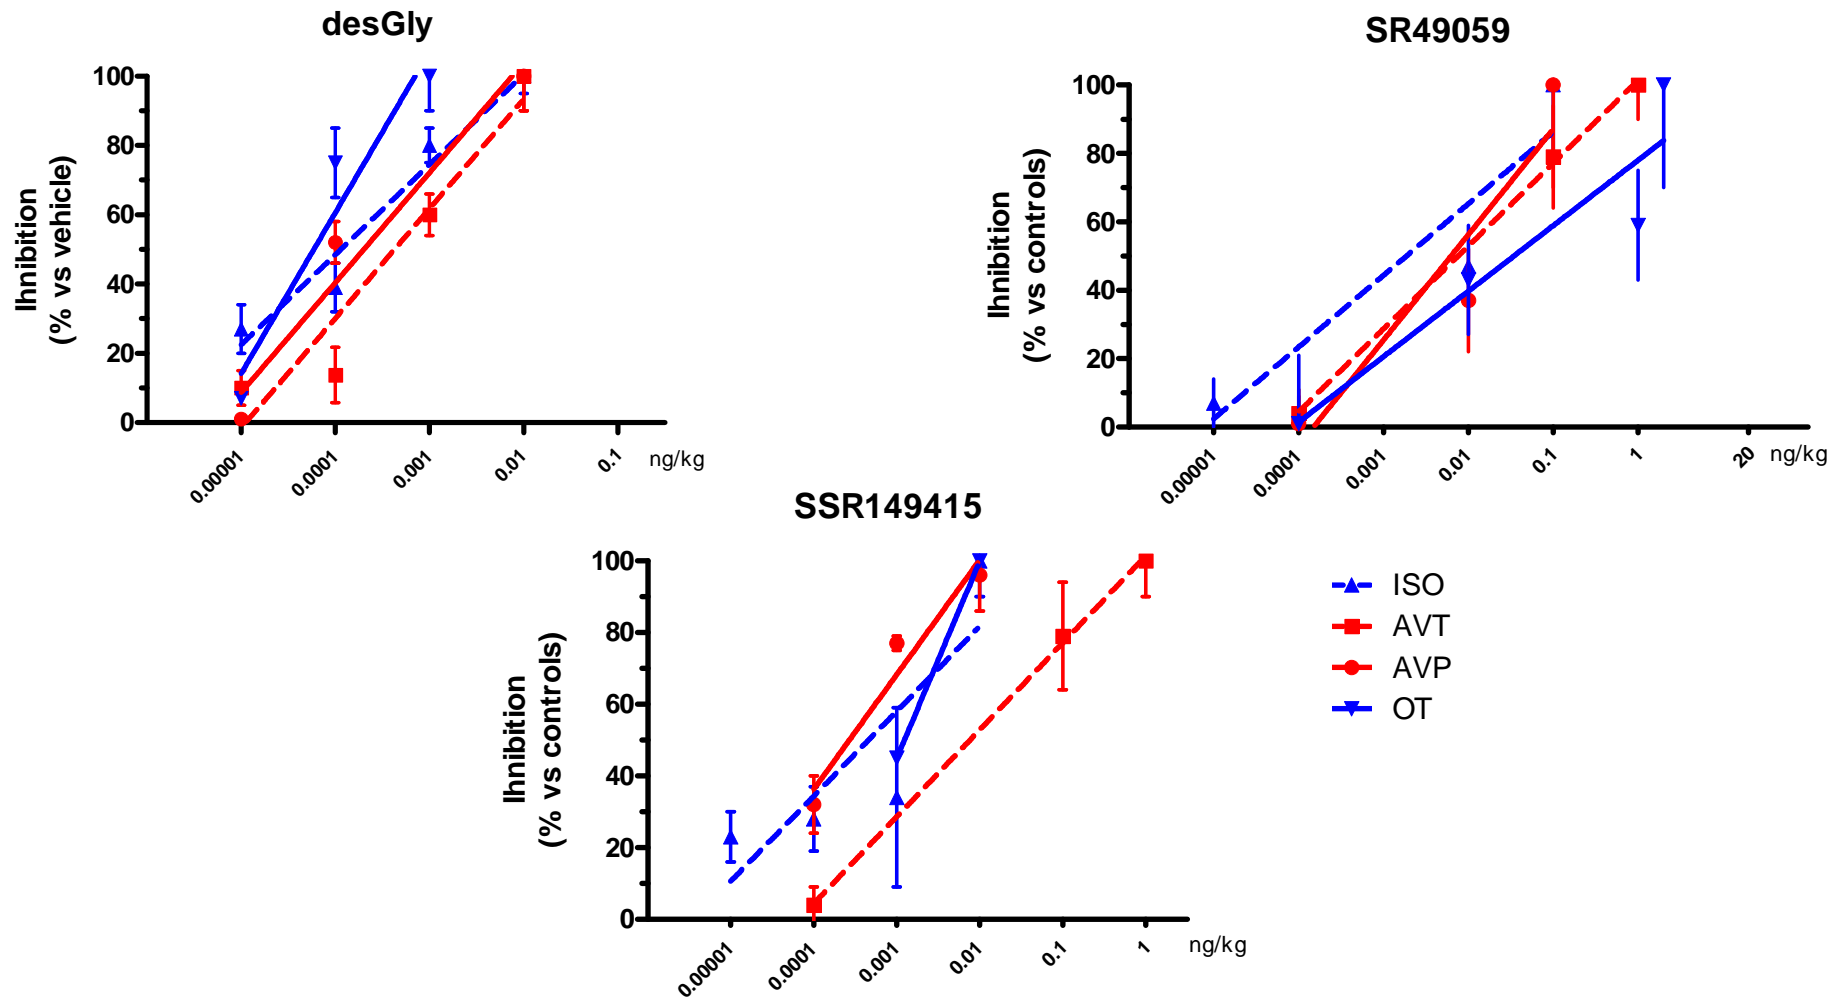 desGly
Ihnibition
(% vs vehicle)
100
80
60
40
20
0
0.00001
0.0001
0.001
0.01
0.1
ng/kg
SR49059
Ihnibition
(% vs controls)
100
80
60
40
20
0
0.00001
0.0001
0.001
0.01
0.1
1
20
ng/kg
SSR149415
Ihnibition
(% vs controls)
100
80
60
40
20
0
0.00001
0.0001
0.001
0.01
0.1
1
ng/kg
ISO
AVT
AVP
OT